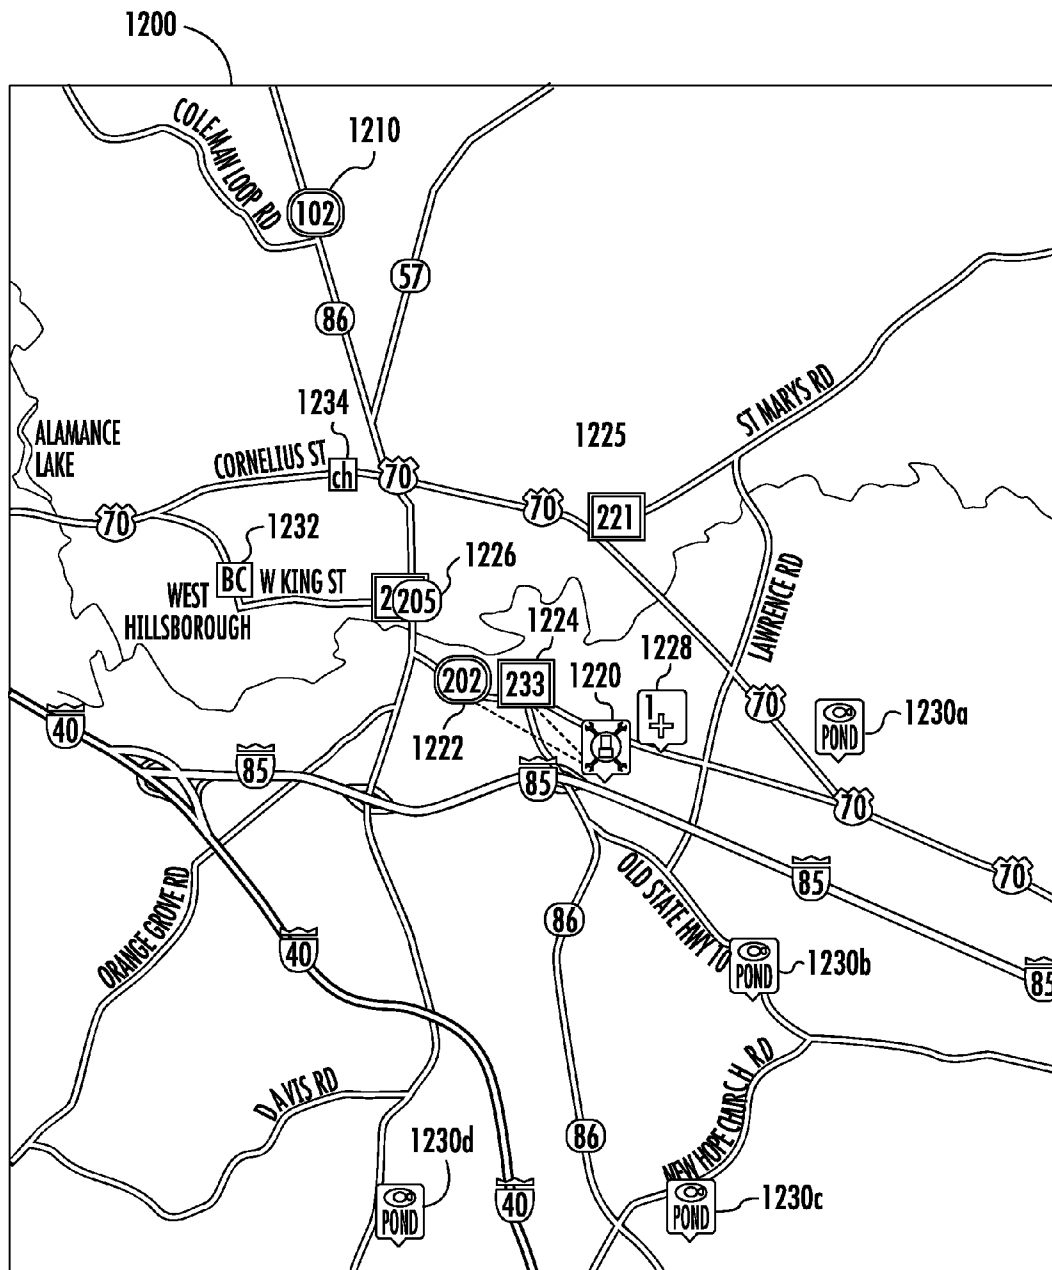 1200
COLEMAN LOOP RD
1210
102
57
86
1234
ALAMANCE
LAKE
CORNELIUS ST
ch
70
1225
ST MARYS RD
70
221
70
1232
BC
W KING ST
WEST
HILLSBOROUGH
205
1226
LAWRENCE RD
1224
1228
1220
202
233
1
1222
40
85
85
70
POND
1230a
70
85
70
OLD STATE HWY 10
ORANGE GROVE RD
86
40
POND
1230b
85
NEW HOPE CHURCH RD
DAVIS RD
1230d
86
POND
40
POND
1230c